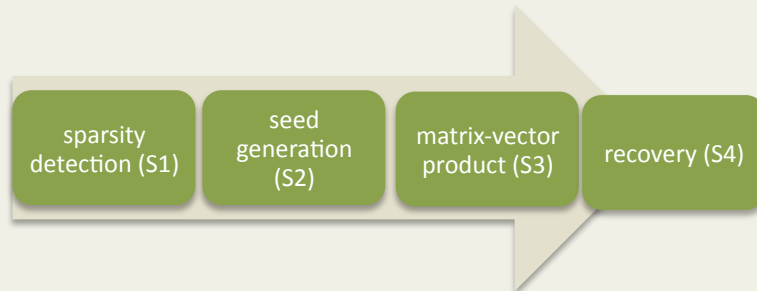 sparsity
detection (S1)
seed
generation
(S2)
matrix-vector
product (S3)
recovery (S4)